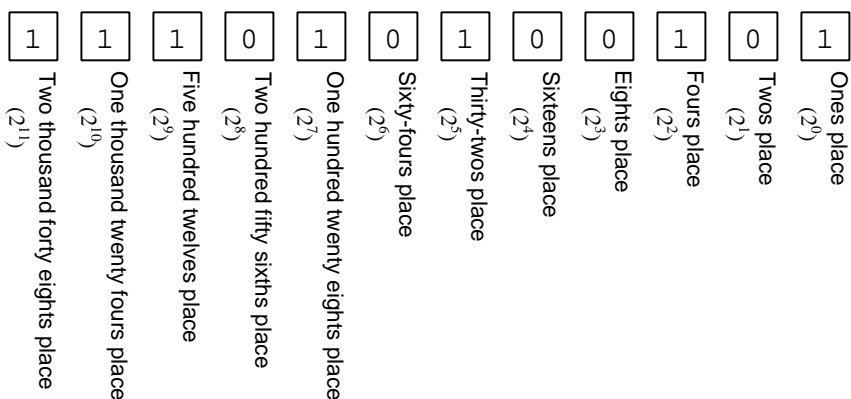 1 1 1 0 1 0 1 0 0 1 0 1
Two thousand forty eights place
(2¹¹)
One thousand twenty fours place
(2¹⁰)
Five hundred twelves place
(2⁹)
Two hundred fifty sixths place
(2⁸)
One hundred twenty eights place
(2⁷)
Sixty-fours place
(2⁶)
Thirty-twos place
(2⁵)
Sixteens place
(2⁴)
Eights place
(2³)
Fours place
(2²)
Twos place
(2¹)
Ones place
(2⁰)